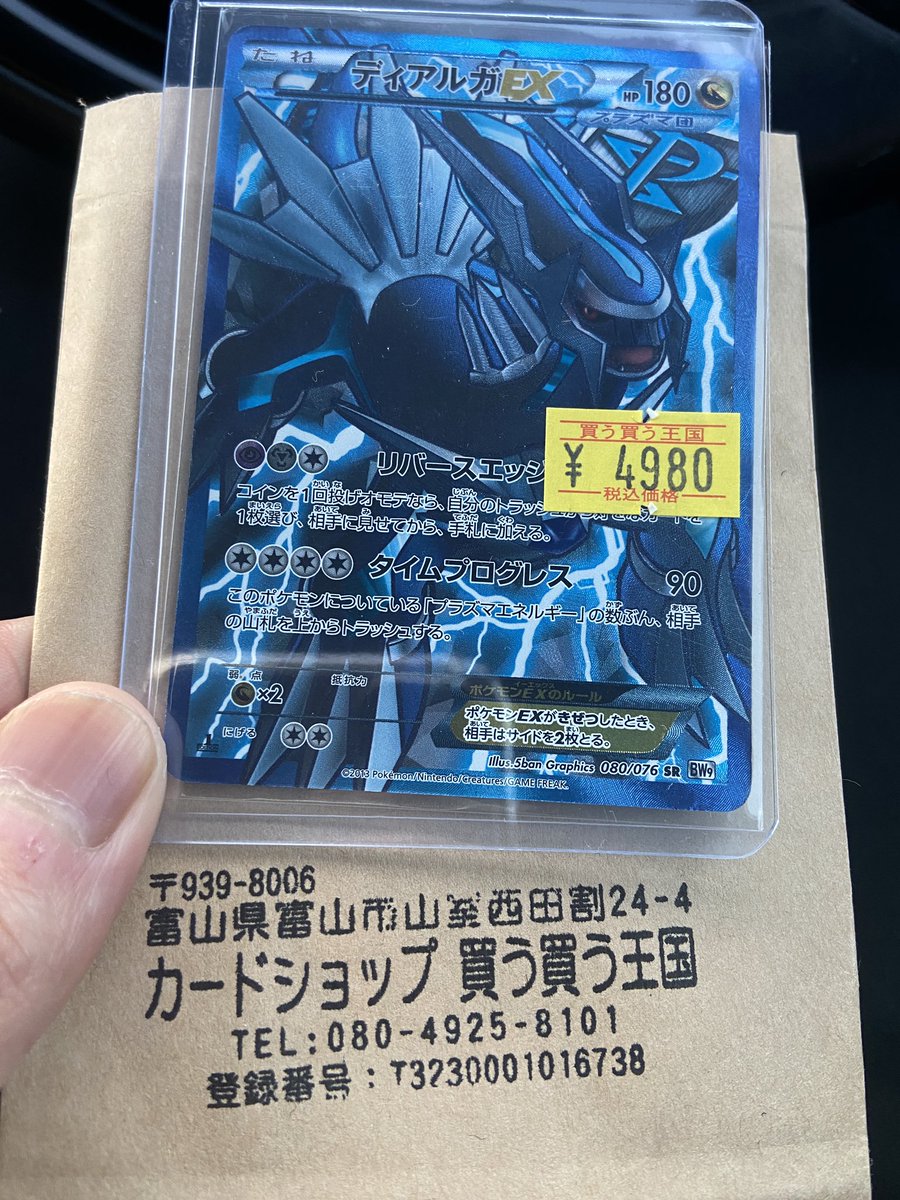 たね
ディアルガEX
HP180
プラズマ団
リバースエッジ
買う買う王国
¥ 4980
税込価格
コインを1回投げオモテなら、自分のトラッシュ
1枚選び、相手に見せてから、手札に加える。
タイムプログレス 90
このポケモンについている「プラズマエネルギー」の数ぶん、相手
の山札を上からトラッシュする。
弱点 抵抗力
×2
ポケモンEXのルール
にげる
ポケモンEXがきぜつしたとき、
相手はサイドを2枚とる。
Illus.5ban Graphics 080/076 SR BW9
©2013 Pokémon/Nintendo/Creatures/GAME FREAK.
〒939-8006
富山県富山市山室西田割24-4
カードショップ 買う買う王国
TEL:080-4925-8101
登録番号:T3230001016738